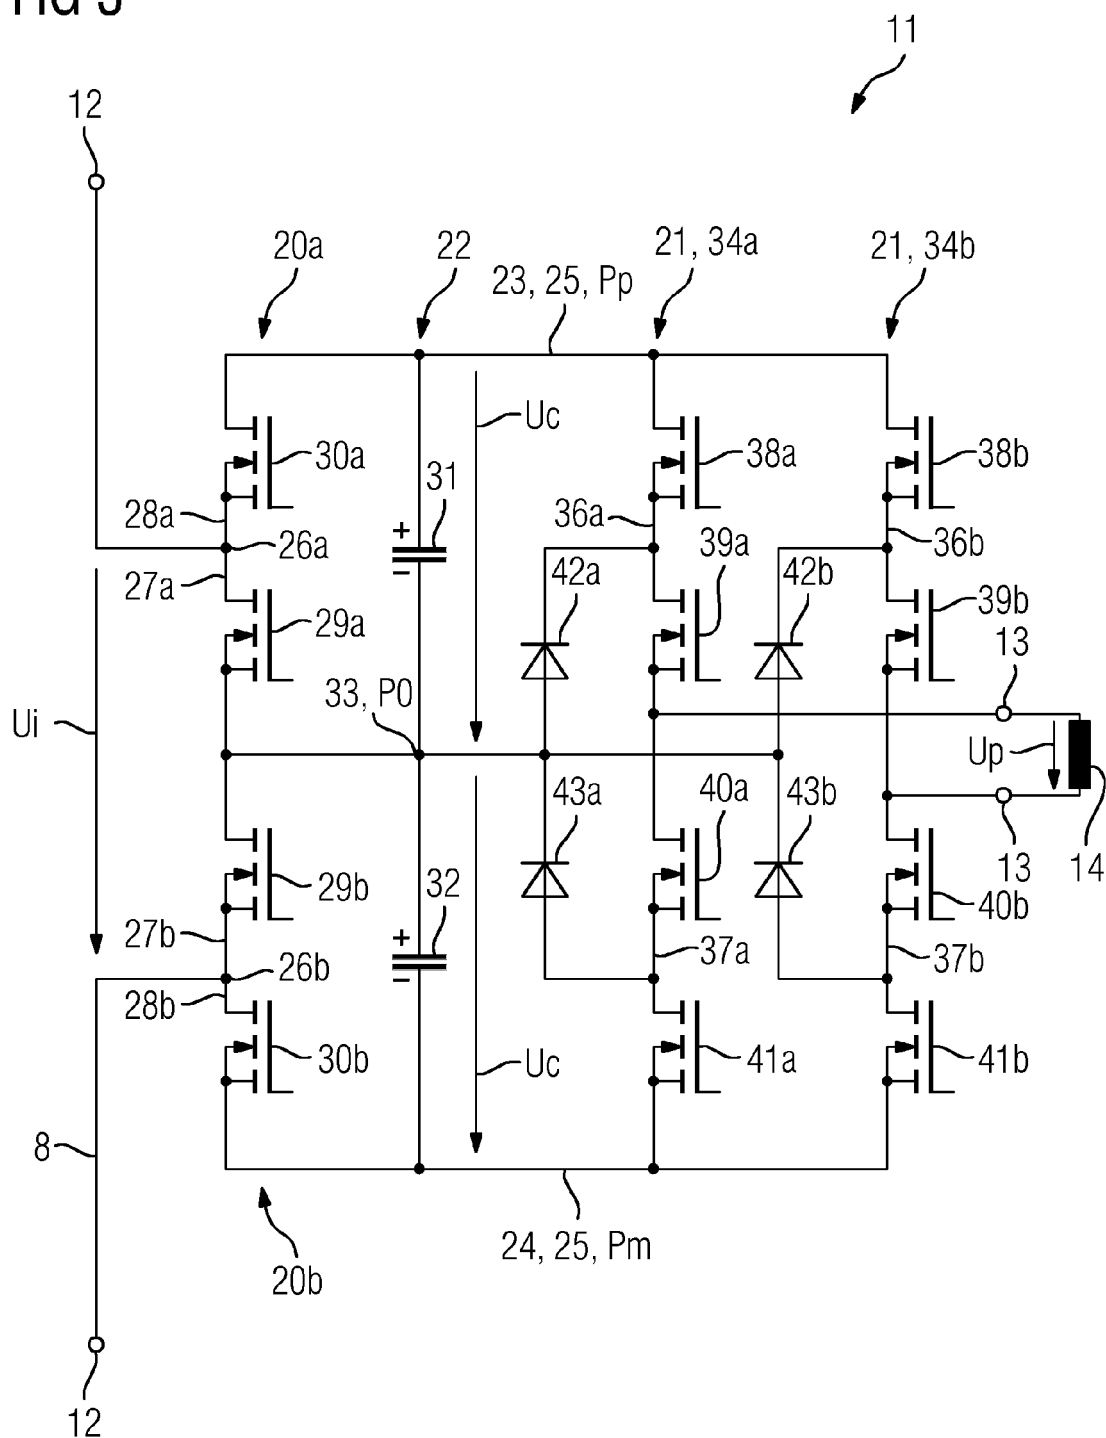 11
12
20a
22
21, 34a
21, 34b
23, 25, Pp
Uc
30a
38a
38b
31
28a
36a
+
26a
39a
36b
27a
–
42a
42b
29a
39b
13
33, P0
Ui
Up
43a
40a
43b
13
14
29b
32
40b
27b
+
37a
37b
26b
–
28b
30b
Uc
41a
41b
8
24, 25, Pm
20b
12